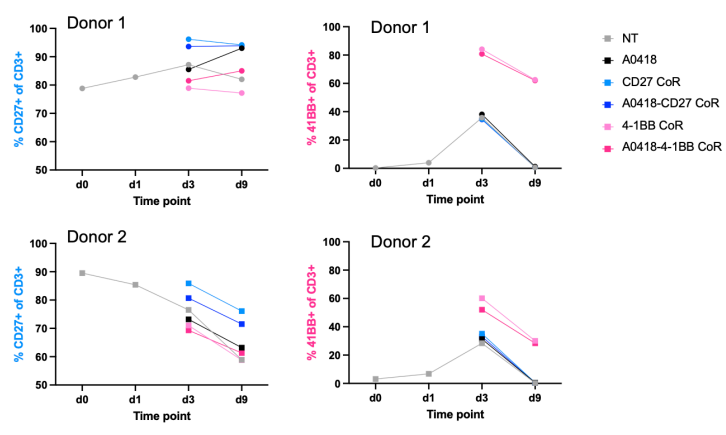 Donor 1
% CD27+ of CD3+
100
90
80
70
60
50
d0 d1 d3 d9
Time point
Donor 1
% 41BB+ of CD3+
100
80
60
40
20
0
d0 d1 d3 d9
Time point
NT
A0418
CD27 CoR
A0418-CD27 CoR
4-1BB CoR
A0418-4-1BB CoR
Donor 2
% CD27+ of CD3+
100
90
80
70
60
50
d0 d1 d3 d9
Time point
Donor 2
% 41BB+ of CD3+
100
80
60
40
20
0
d0 d1 d3 d9
Time point